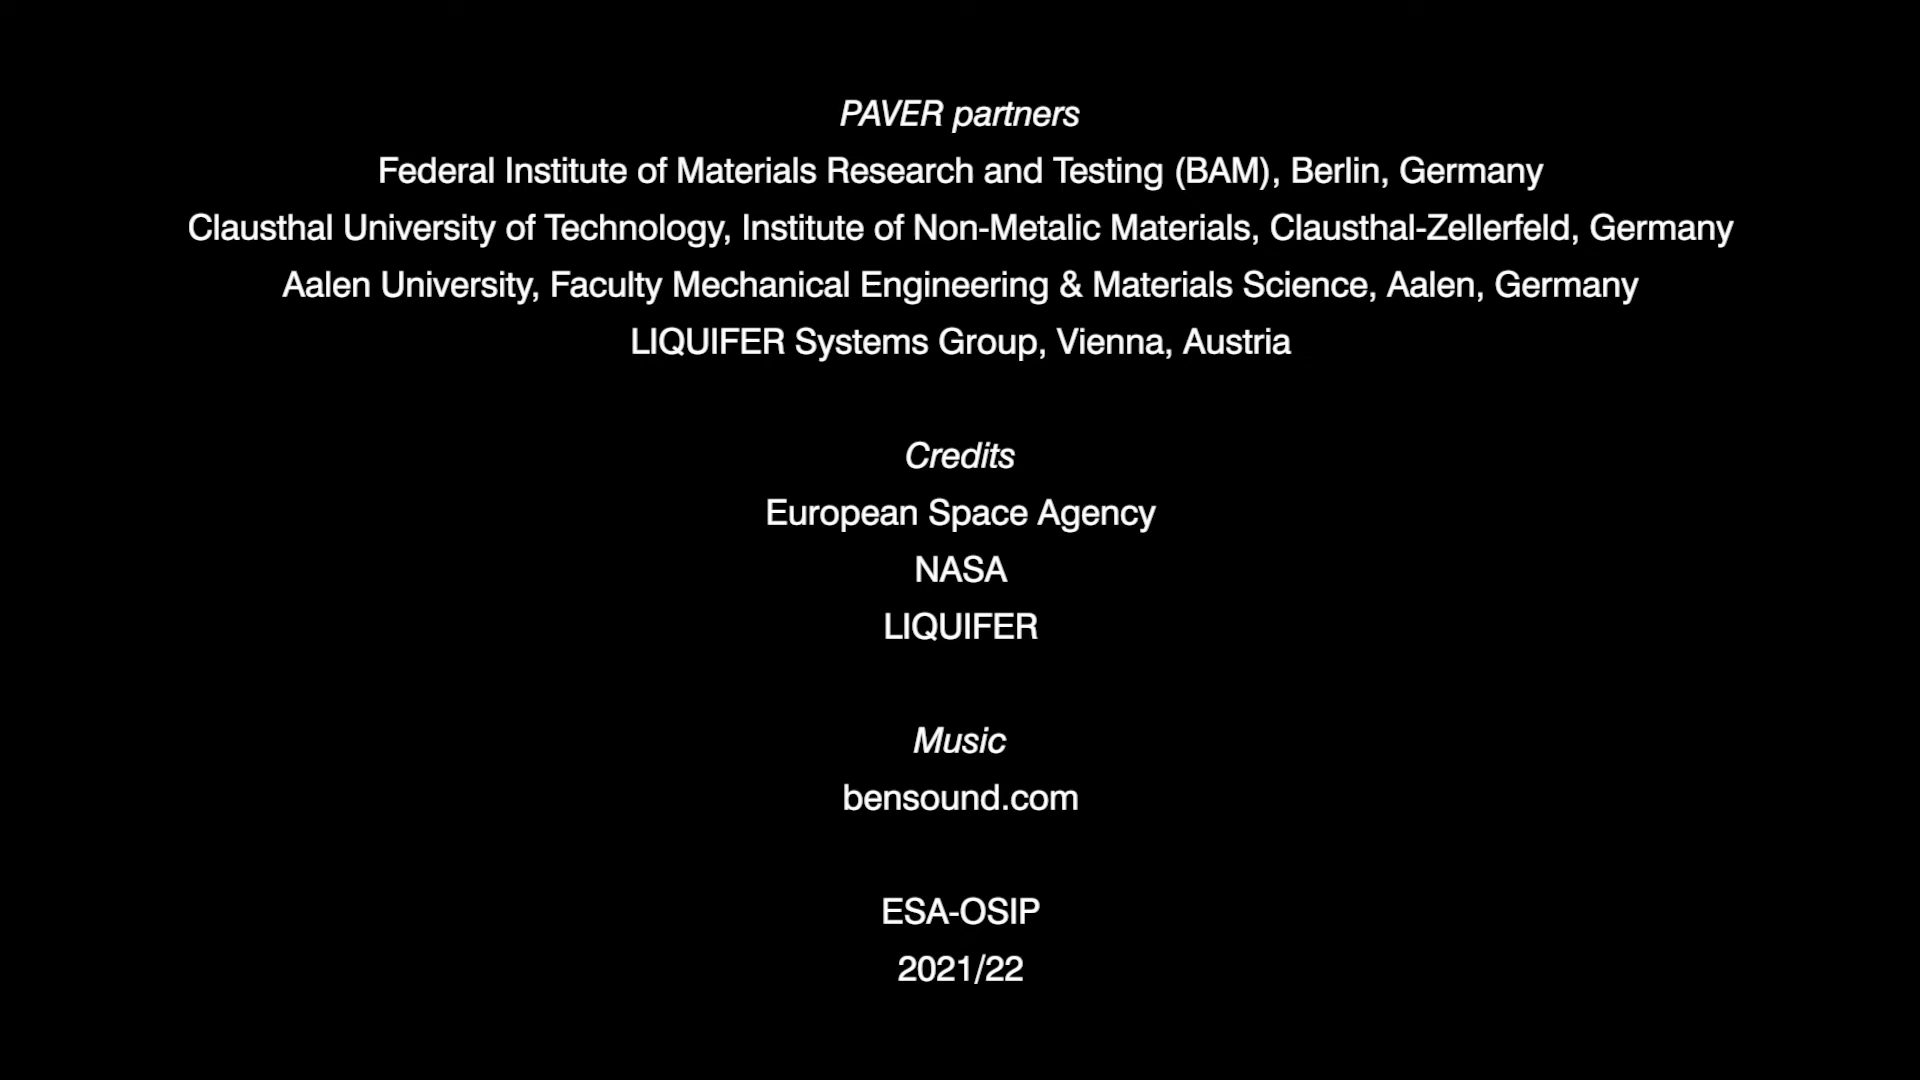 PAVER partners
Federal Institute of Materials Research and Testing (BAM), Berlin, Germany
Clausthal University of Technology, Institute of Non-Metalic Materials, Clausthal-Zellerfeld, Germany
Aalen University, Faculty Mechanical Engineering & Materials Science, Aalen, Germany
LIQUIFER Systems Group, Vienna, Austria
Credits
European Space Agency
NASA
LIQUIFER
Music
bensound.com
ESA-OSIP
2021/22